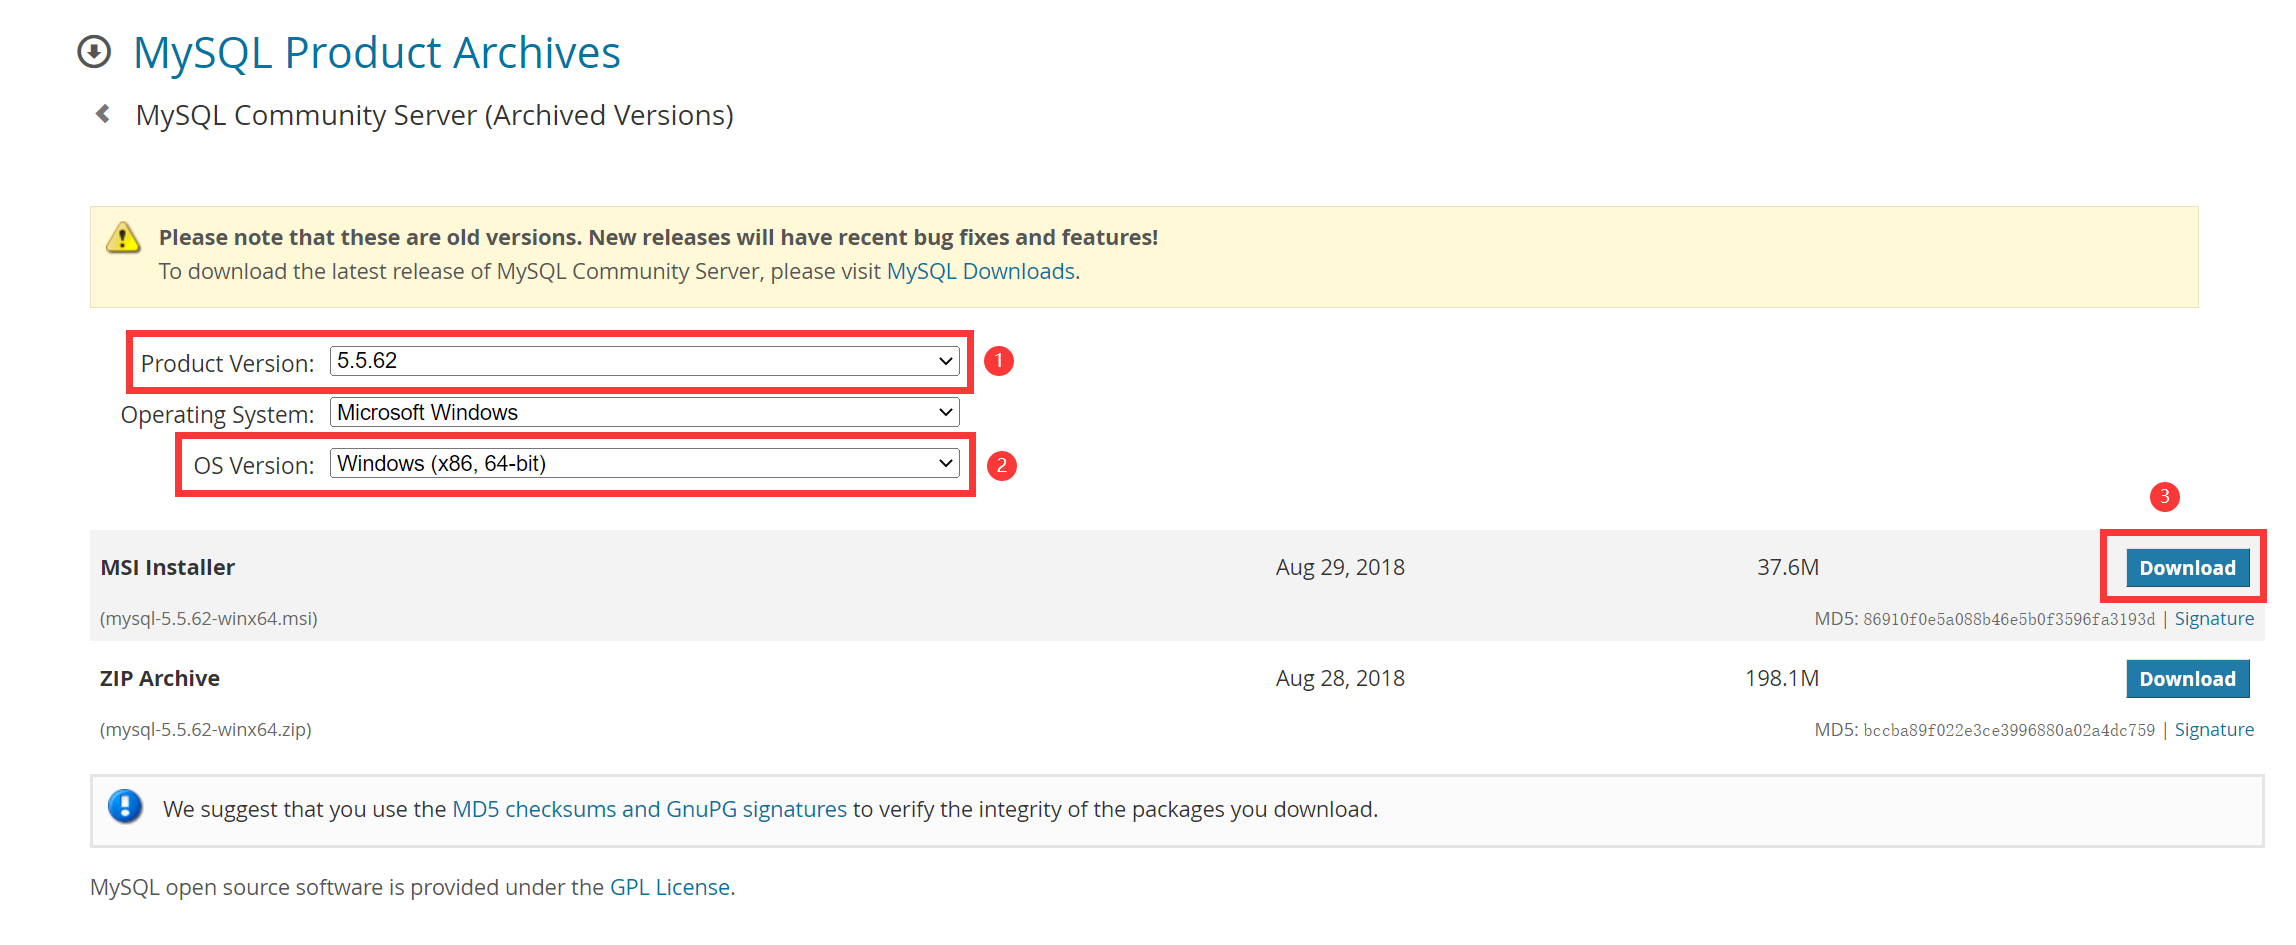 MySQL Product Archives
MySQL Community Server (Archived Versions)
Please note that these are old versions. New releases will have recent bug fixes and features!
To download the latest release of MySQL Community Server, please visit MySQL Downloads.
Product Version: 5.5.62 1
Operating System: Microsoft Windows
OS Version: Windows (x86, 64-bit) 2
3
MSI Installer Aug 29, 2018 37.6M Download
(mysql-5.5.62-winx64.msi) MD5: 86910f0e5a088b46e5b0f3596fa3193d | Signature
ZIP Archive Aug 28, 2018 198.1M Download
(mysql-5.5.62-winx64.zip) MD5: bccba89f022e3ce3996880a02a4dc759 | Signature
We suggest that you use the MD5 checksums and GnuPG signatures to verify the integrity of the packages you download.
MySQL open source software is provided under the GPL License.